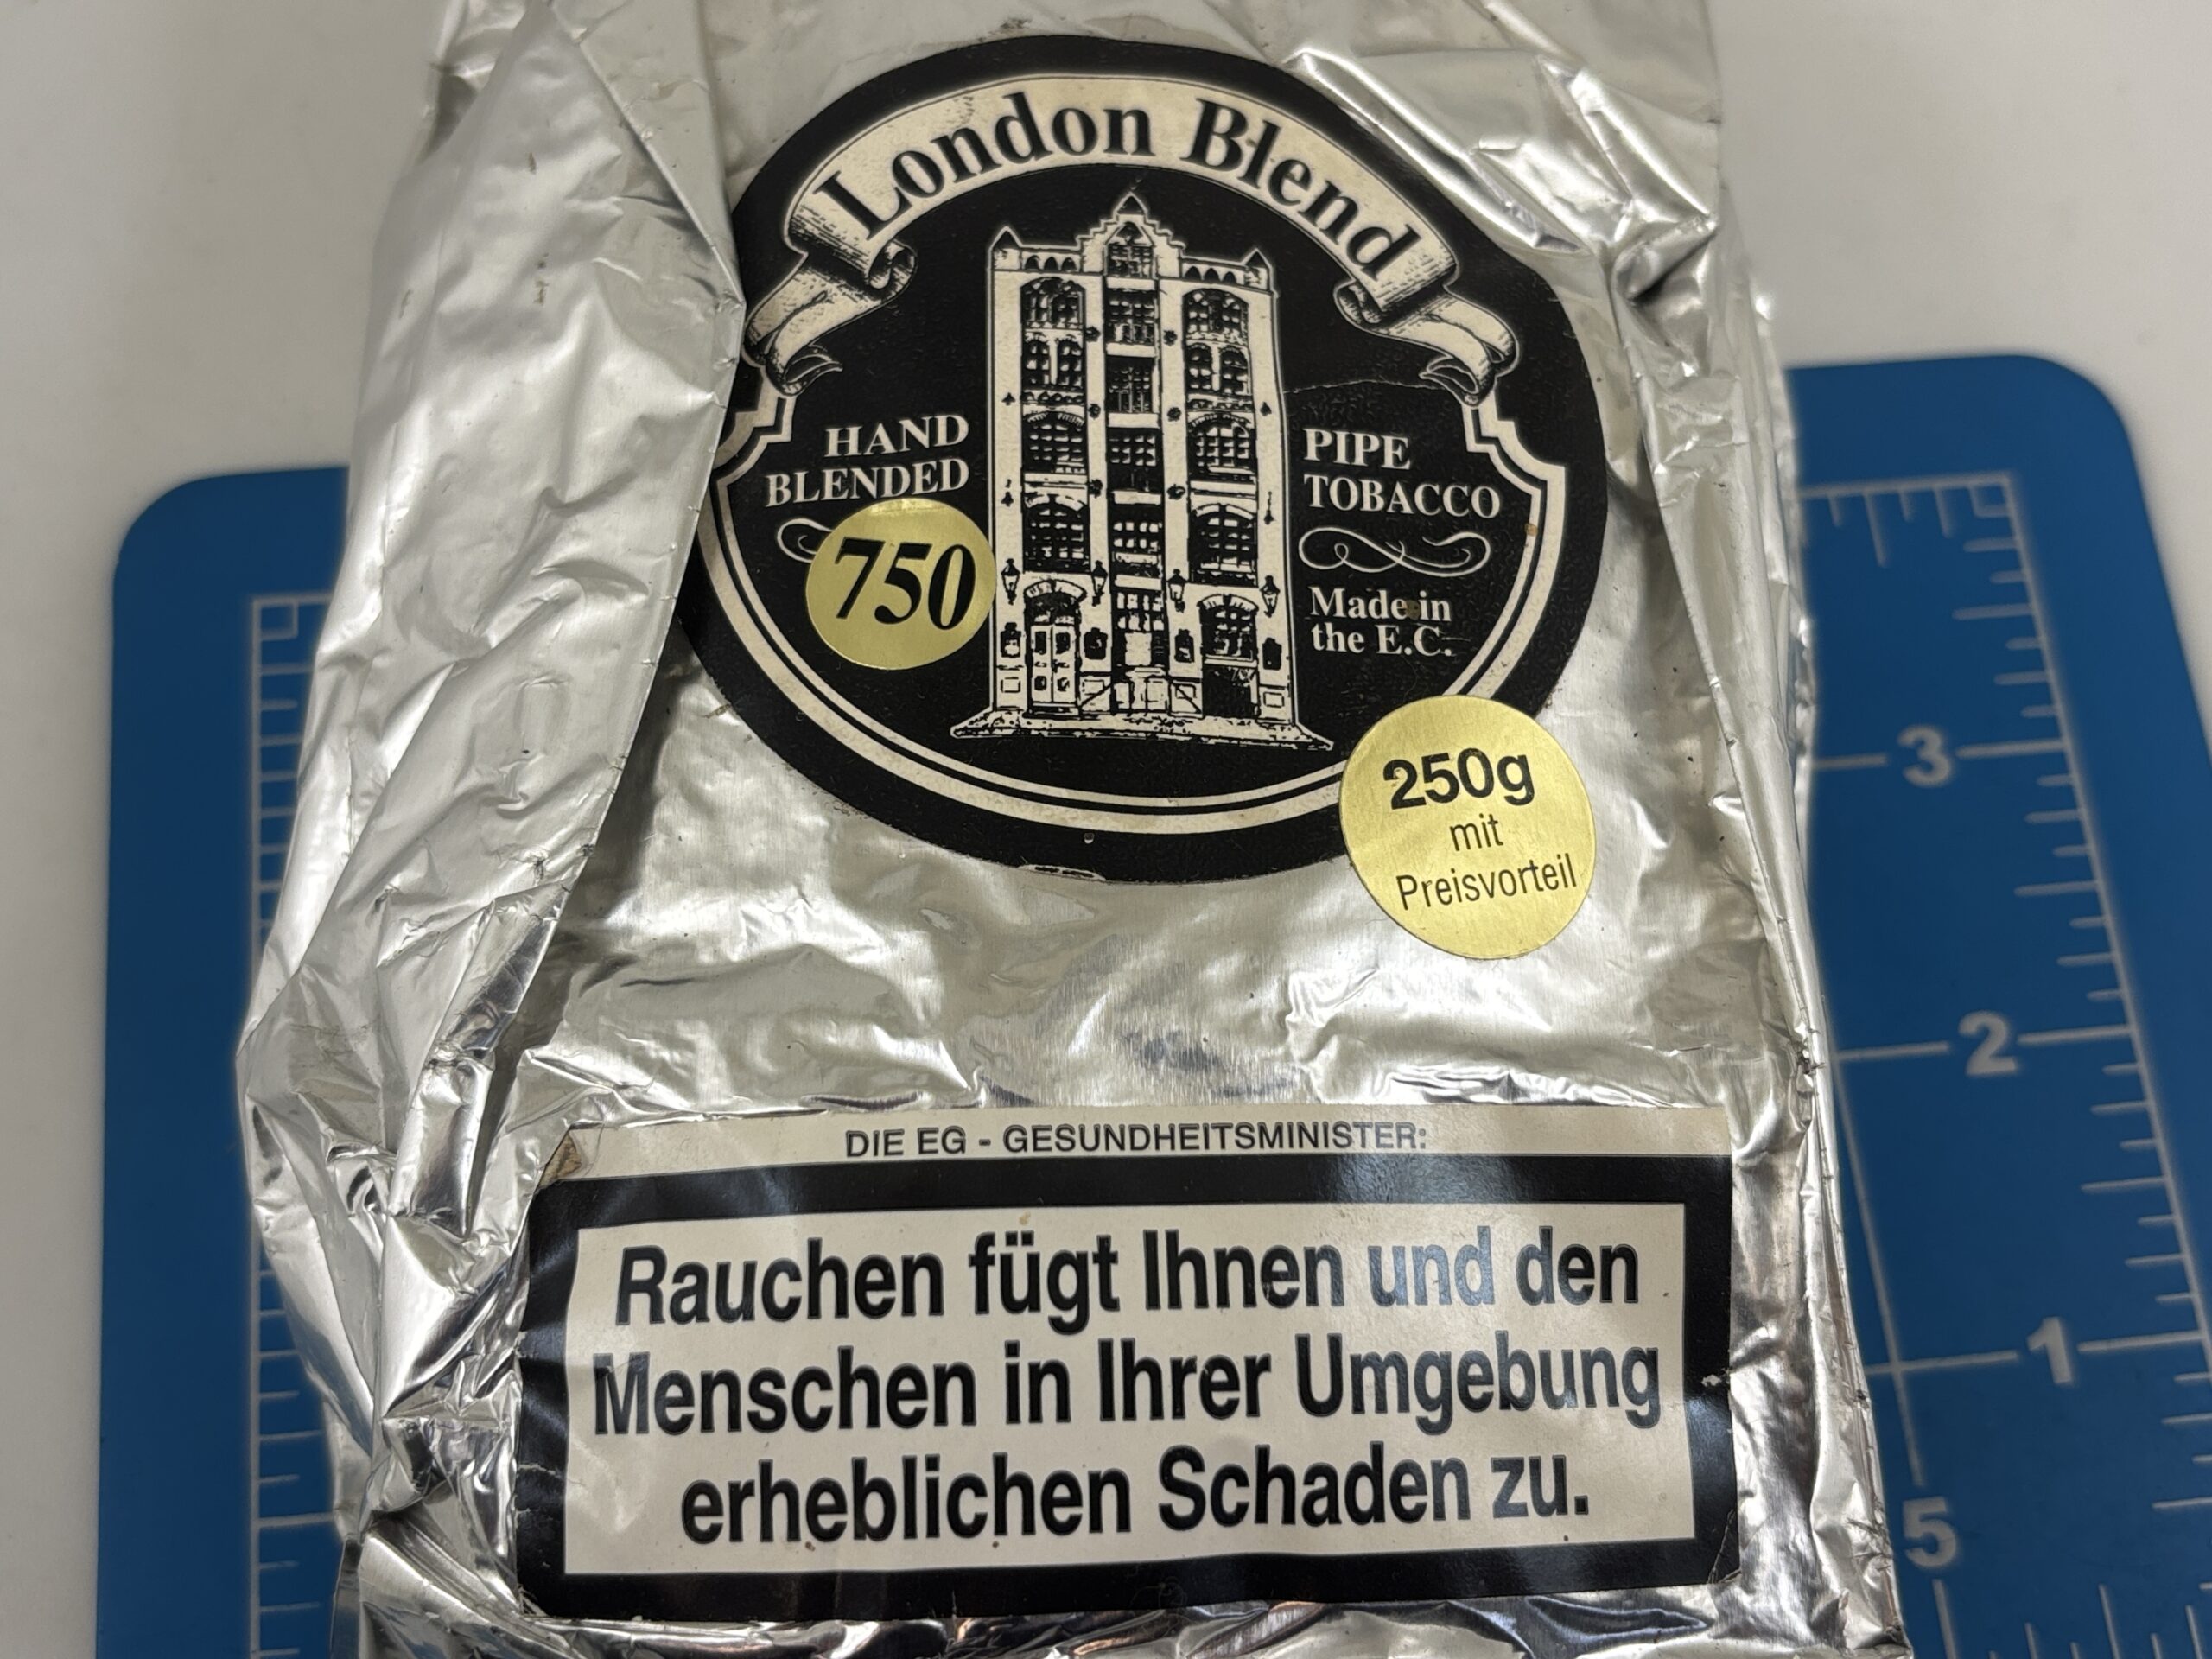 London Blend
HAND
BLENDED
750
PIPE
TOBACCO
Made in
the E.C.
250g
mit
Preisvorteil
DIE EG - GESUNDHEITSMINISTER:
Rauchen fügt Ihnen und den
Menschen in Ihrer Umgebung
erheblichen Schaden zu.
3
2
1
5